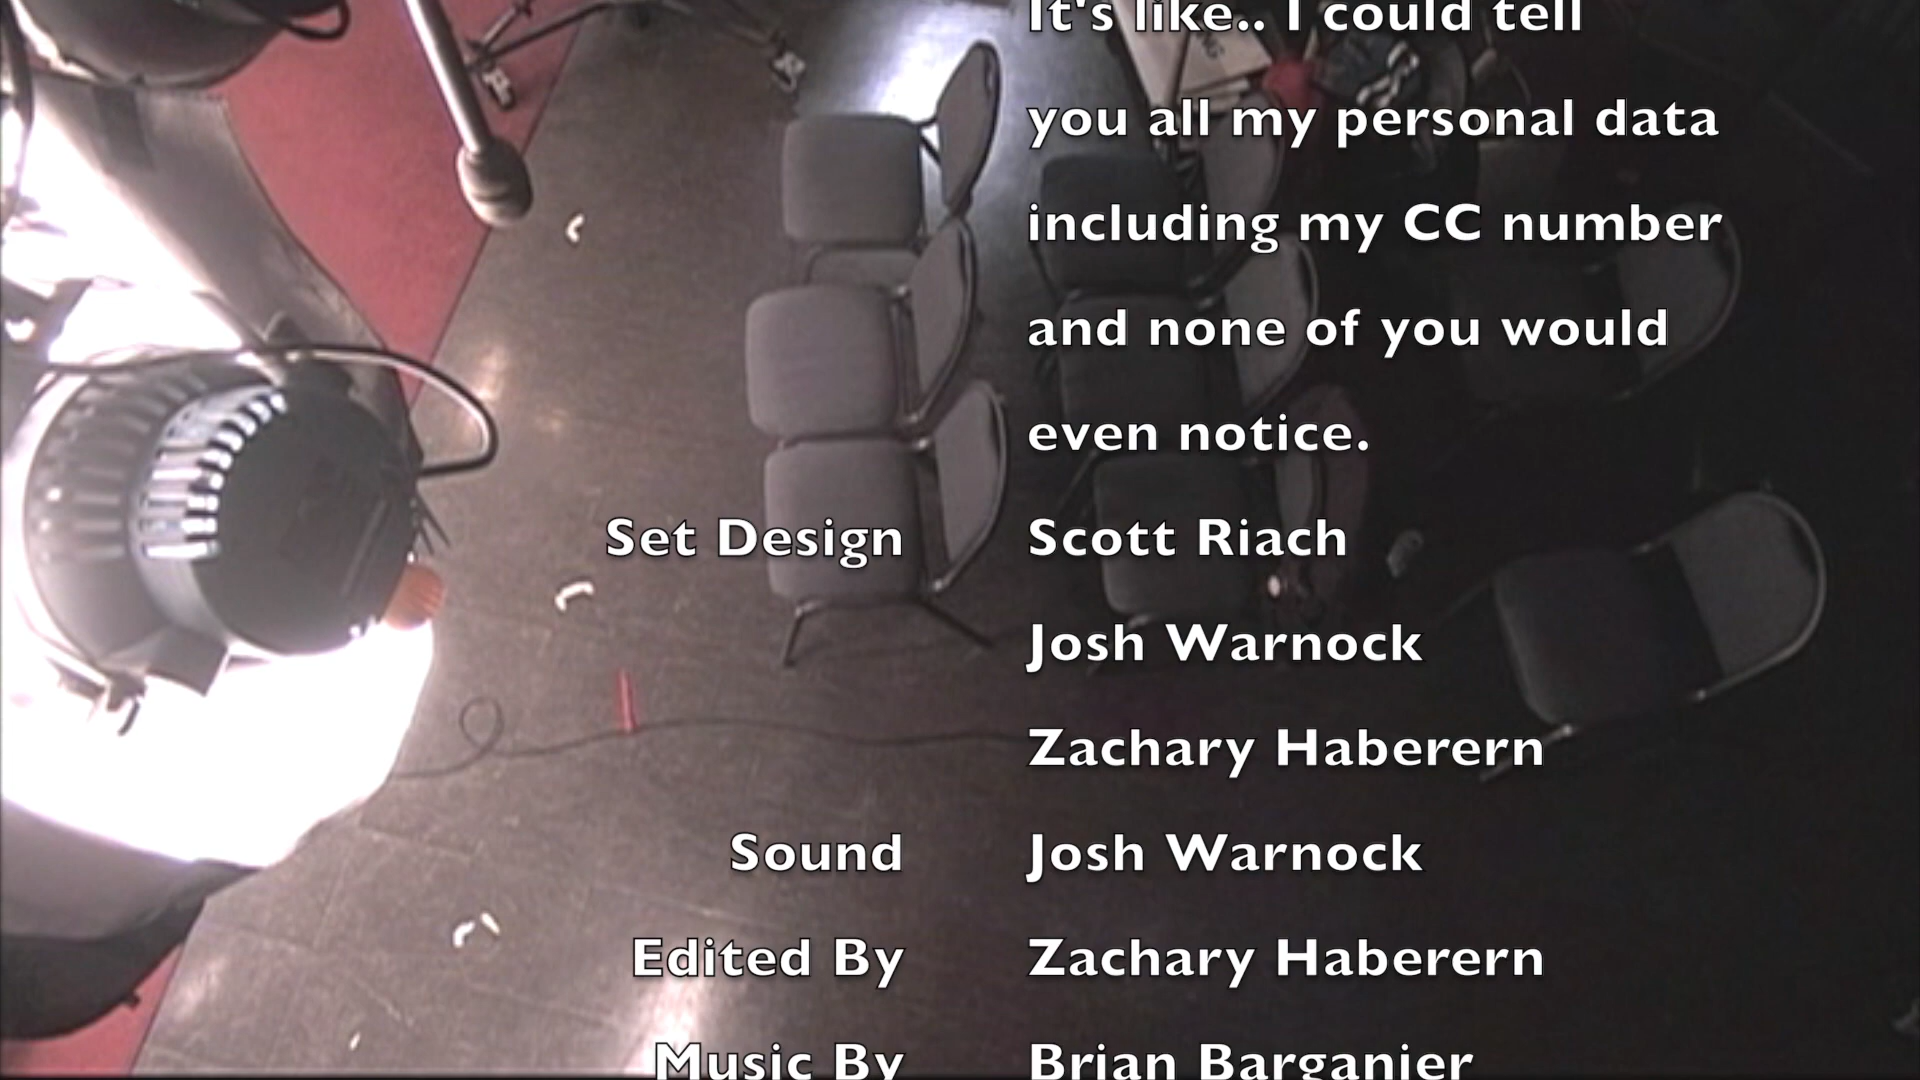 It's like.. I could tell
you all my personal data
including my CC number
and none of you would
even notice.
Set Design Scott Riach
Josh Warnock
Zachary Haberern
Sound Josh Warnock
Edited By Zachary Haberern
Music By Brian Barganier